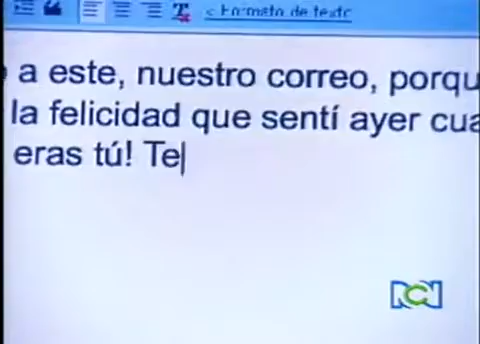 < Formato de texto
a este, nuestro correo, porqu
la felicidad que sentí ayer cua
eras tú! Te
RCN